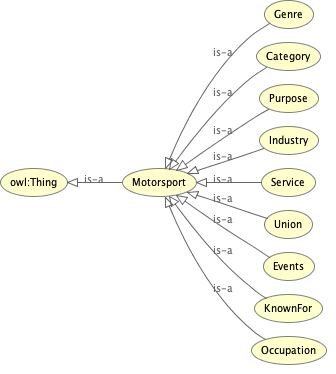 Genre
is-a
Category
is-a
Purpose
is-a
Industry
is-a
owl:Thing
is-a
Motorsport
is-a
Service
is-a
Union
is-a
Events
is-a
KnownFor
is-a
Occupation